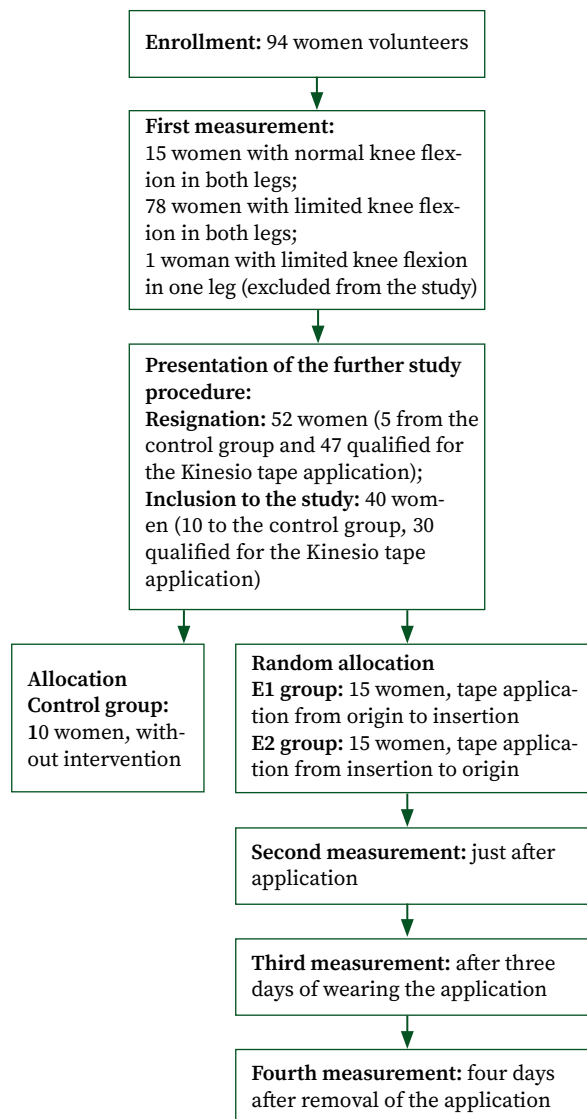 Enrollment: 94 women volunteers
First measurement:
15 women with normal knee flex-
ion in both legs;
78 women with limited knee flex-
ion in both legs;
1 woman with limited knee flexion
in one leg (excluded from the study)
Presentation of the further study
procedure:
Resignation: 52 women (5 from the
control group and 47 qualified for
the Kinesio tape application);
Inclusion to the study: 40 wom-
en (10 to the control group, 30
qualified for the Kinesio tape
application)
Allocation
Control group:
10 women, with-
out intervention
Random allocation
E1 group: 15 women, tape applica-
tion from origin to insertion
E2 group: 15 women, tape applica-
tion from insertion to origin
Second measurement: just after
application
Third measurement: after three
days of wearing the application
Fourth measurement: four days
after removal of the application